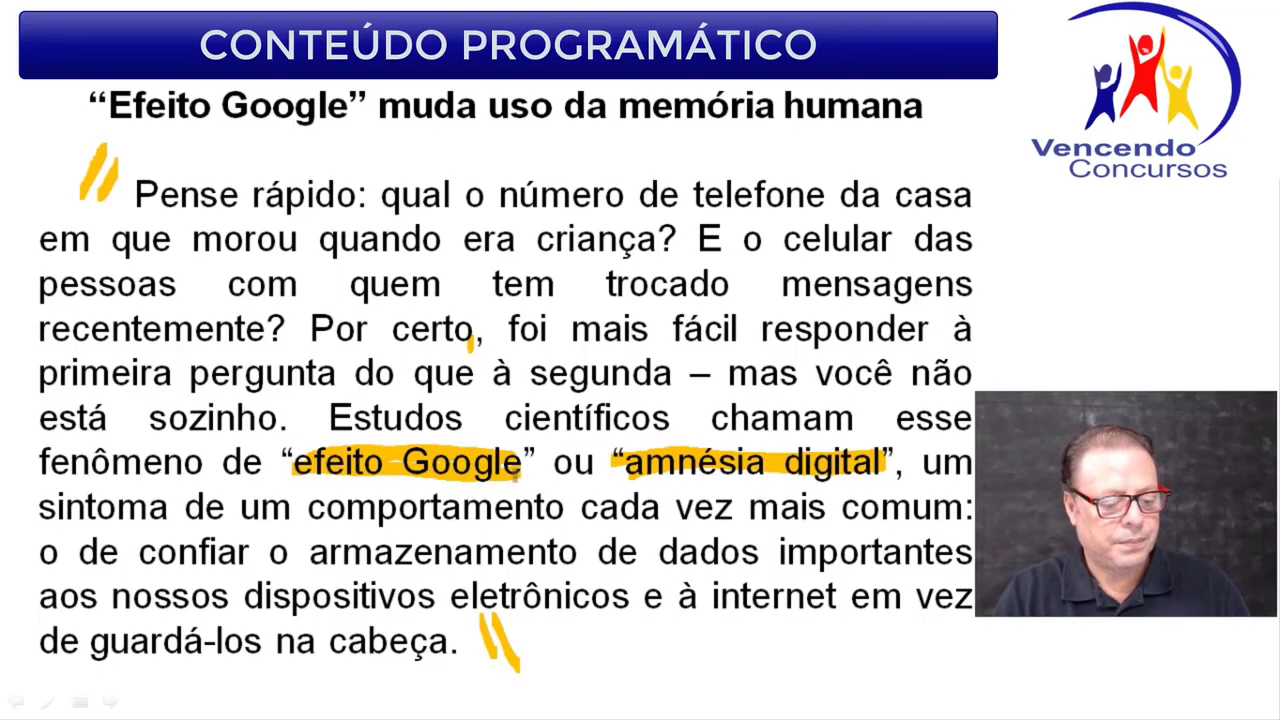 CONTEÚDO PROGRAMÁTICO
“Efeito Google” muda uso da memória humana
Vencendo
Concursos
Pense rápido: qual o número de telefone da casa
em que morou quando era criança? E o celular das
pessoas com quem tem trocado mensagens
recentemente? Por certo, foi mais fácil responder à
primeira pergunta do que à segunda – mas você não
está sozinho. Estudos científicos chamam esse
fenômeno de “efeito Google” ou “amnésia digital”, um
sintoma de um comportamento cada vez mais comum:
o de confiar o armazenamento de dados importantes
aos nossos dispositivos eletrônicos e à internet em vez
de guardá-los na cabeça.